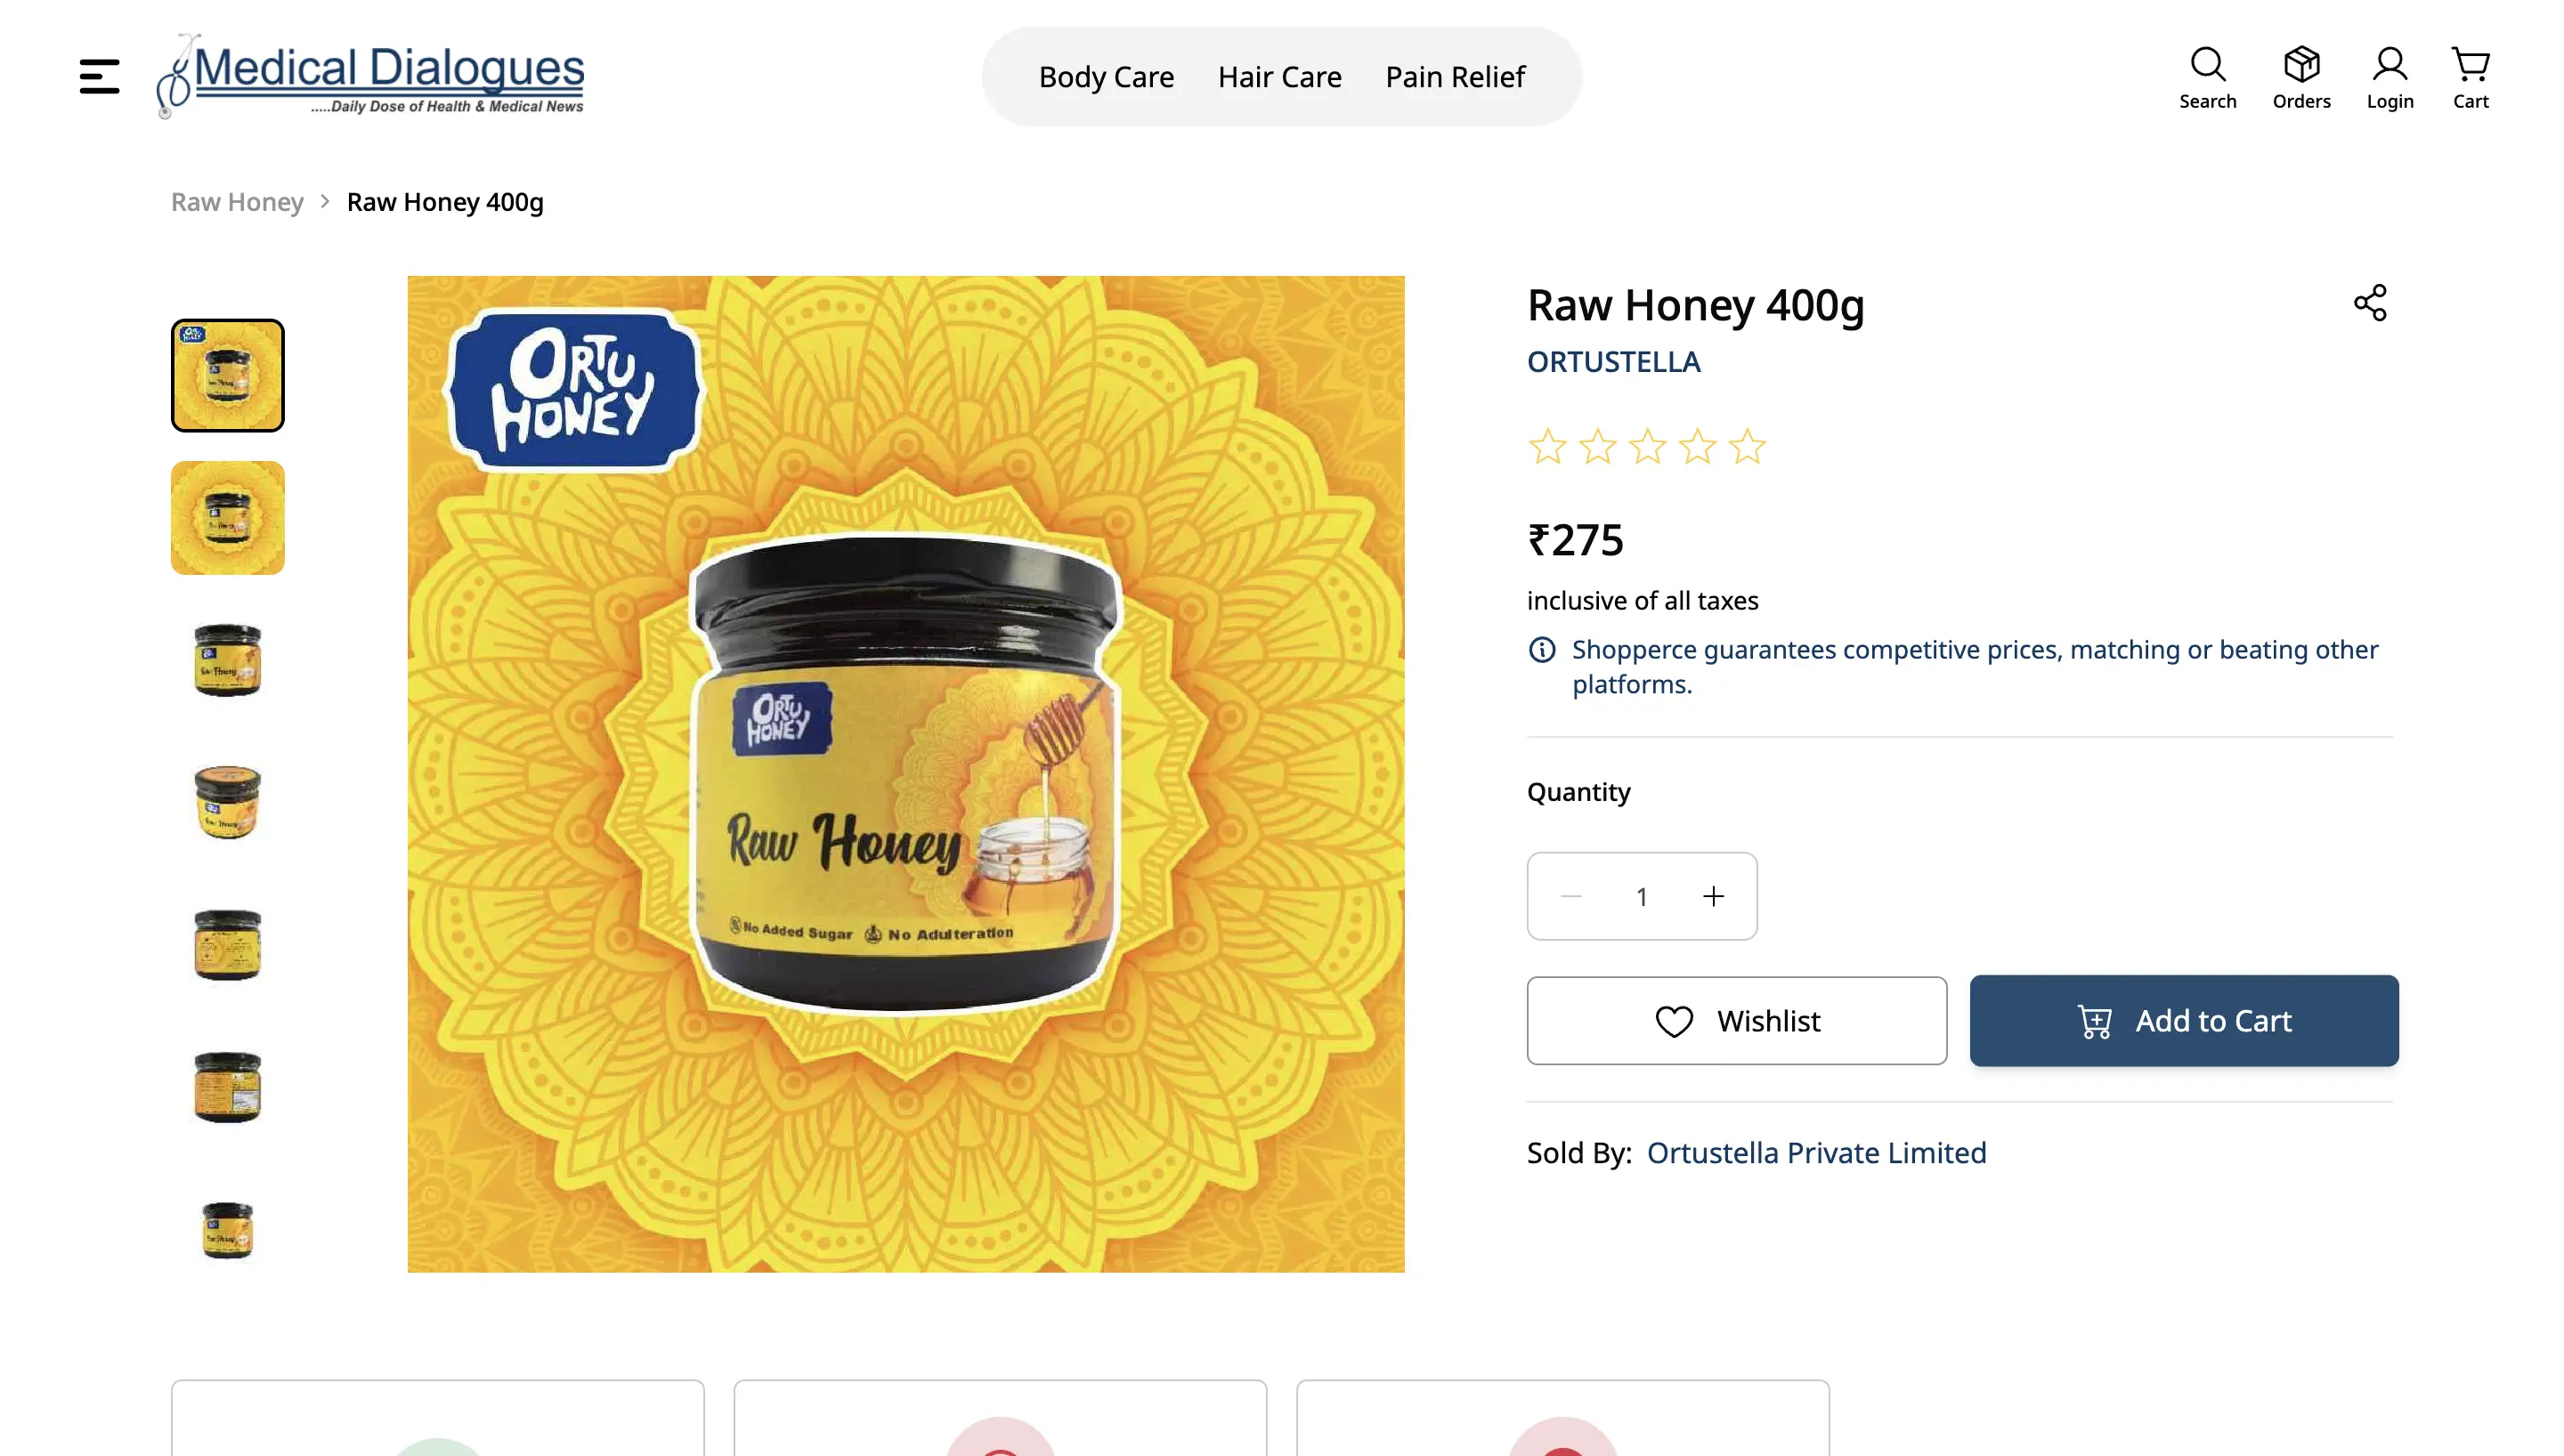 Medical Dialogues
.....Daily Dose of Health & Medical News
Body Care
Hair Care
Pain Relief
Search
Orders
Login
Cart
Raw Honey > Raw Honey 400g
ORTU
HONEY
ORTU
HONEY
Raw Honey
No Added Sugar
No Adulteration
Raw Honey 400g
ORTUSTELLA
₹275
inclusive of all taxes
Shopperce guarantees competitive prices, matching or beating other
platforms.
Quantity
1
Wishlist
Add to Cart
Sold By: Ortustella Private Limited